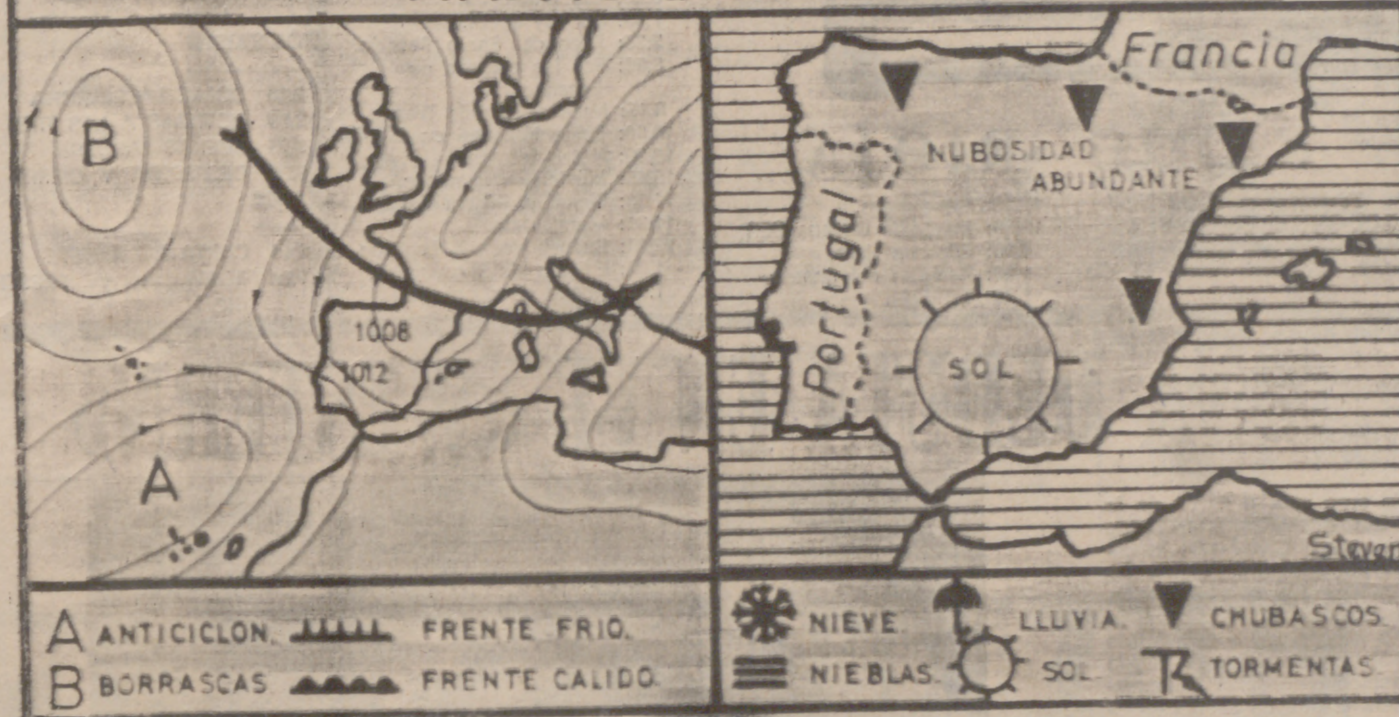 B
1008
1012
A
Francia
NUBOSIDAD
ABUNDANTE
Portugal
SOL
A ANTICICLON.
FRENTE FRIO.
B BORRASCAS
FRENTE CALIDO.
NIEVE.
LLUVIA.
CHUBASCOS.
NIEBLAS.
SOL.
TORMENTAS.